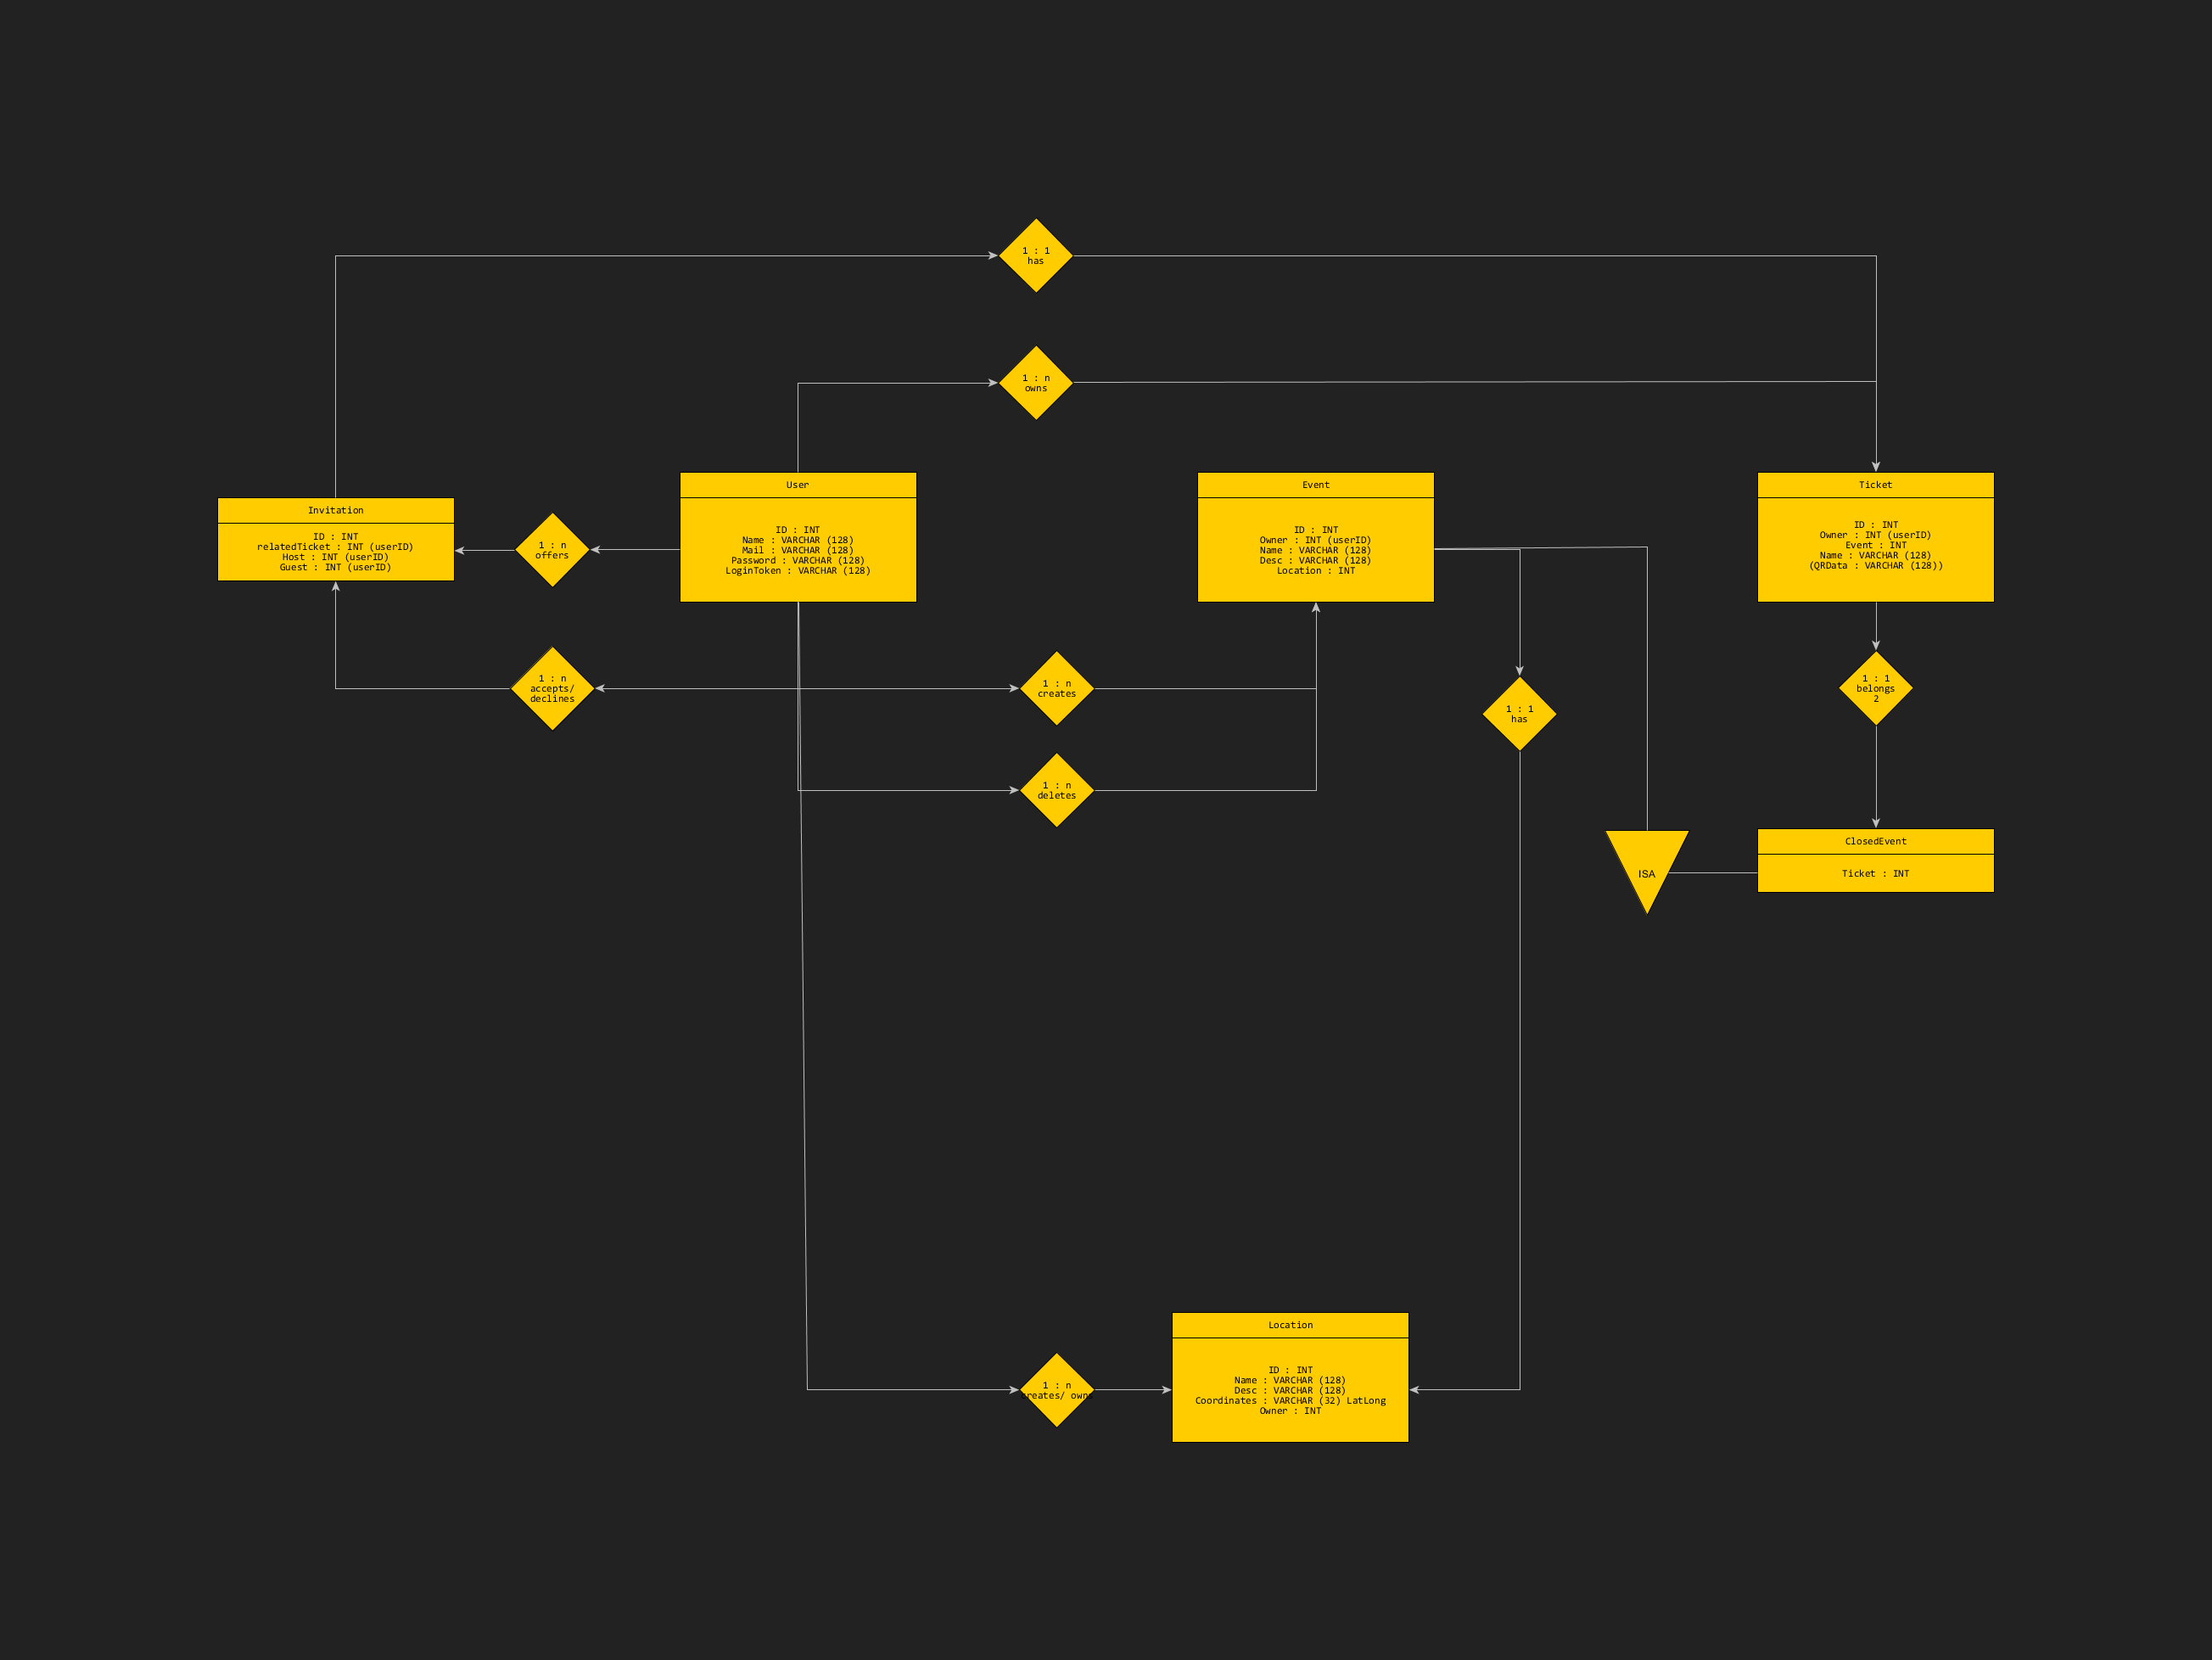 1 : 1
has
1 : n
owns
Invitation
ID : INT
relatedTicket : INT (userID)
Host : INT (userID)
Guest : INT (userID)
1 : n
offers
User
ID : INT
Name : VARCHAR (128)
Mail : VARCHAR (128)
Password : VARCHAR (128)
LoginToken : VARCHAR (128)
Event
ID : INT
Owner : INT (userID)
Name : VARCHAR (128)
Desc : VARCHAR (128)
Location : INT
Ticket
ID : INT
Owner : INT (userID)
Event : INT
Name : VARCHAR (128)
(QRData : VARCHAR (128))
1 : n
accepts/
declines
1 : n
creates
1 : 1
has
1 : 1
belongs
2
1 : n
deletes
ISA
ClosedEvent
Ticket : INT
1 : n
creates/ owns
Location
ID : INT
Name : VARCHAR (128)
Desc : VARCHAR (128)
Coordinates : VARCHAR (32) LatLong
Owner : INT